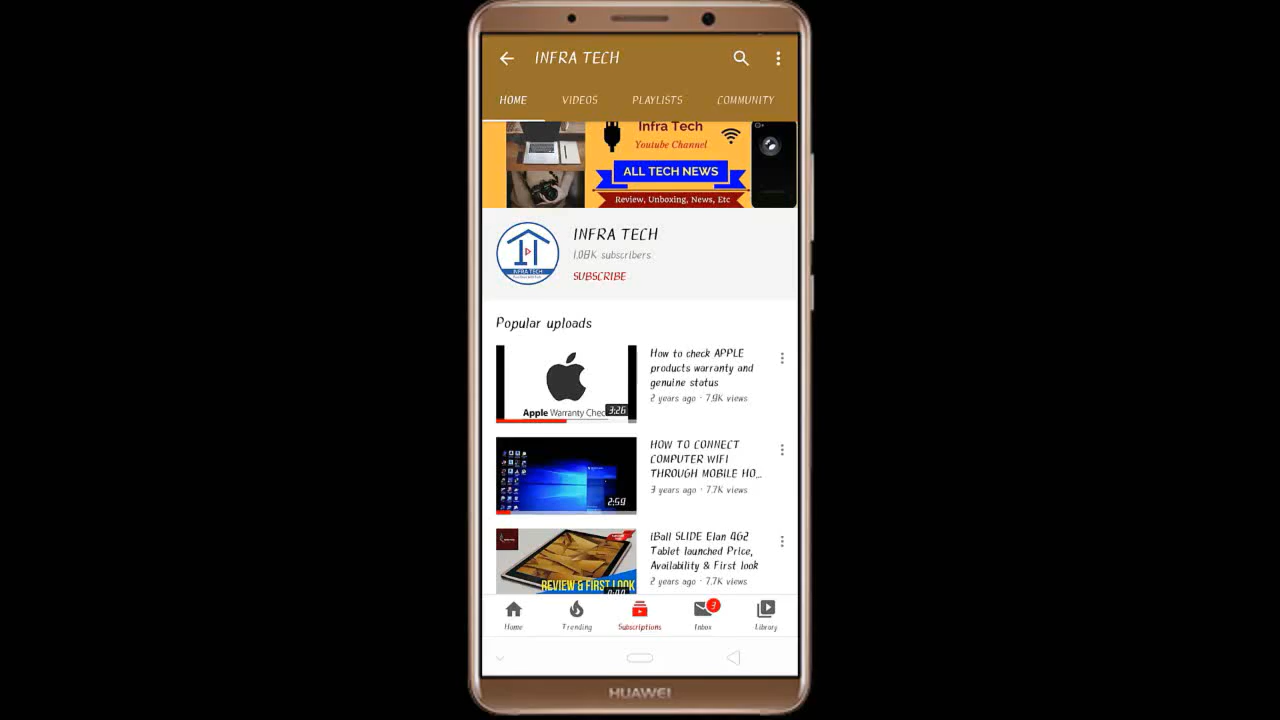 INFRA TECH
HOME VIDEOS PLAYLISTS COMMUNITY
Infra Tech
Youtube Channel
ALL TECH NEWS
Review, Unboxing, News, Etc
INFRA TECH
1.08K subscribers
SUBSCRIBE
INFRA TECH
Popular uploads
How to check APPLE
products warranty and
genuine status
2 years ago · 7.9K views
Apple Warranty Chec
3:26
HOW TO CONNECT
COMPUTER WIFI
THROUGH MOBILE HO...
3 years ago · 7.7K views
2:59
iBall SLIDE Elan 4G2
Tablet launched Price,
Availability & First look
2 years ago · 7.7K views
REVIEW & FIRST LOOK
Home Trending Subscriptions Inbox Library
HUAWEI